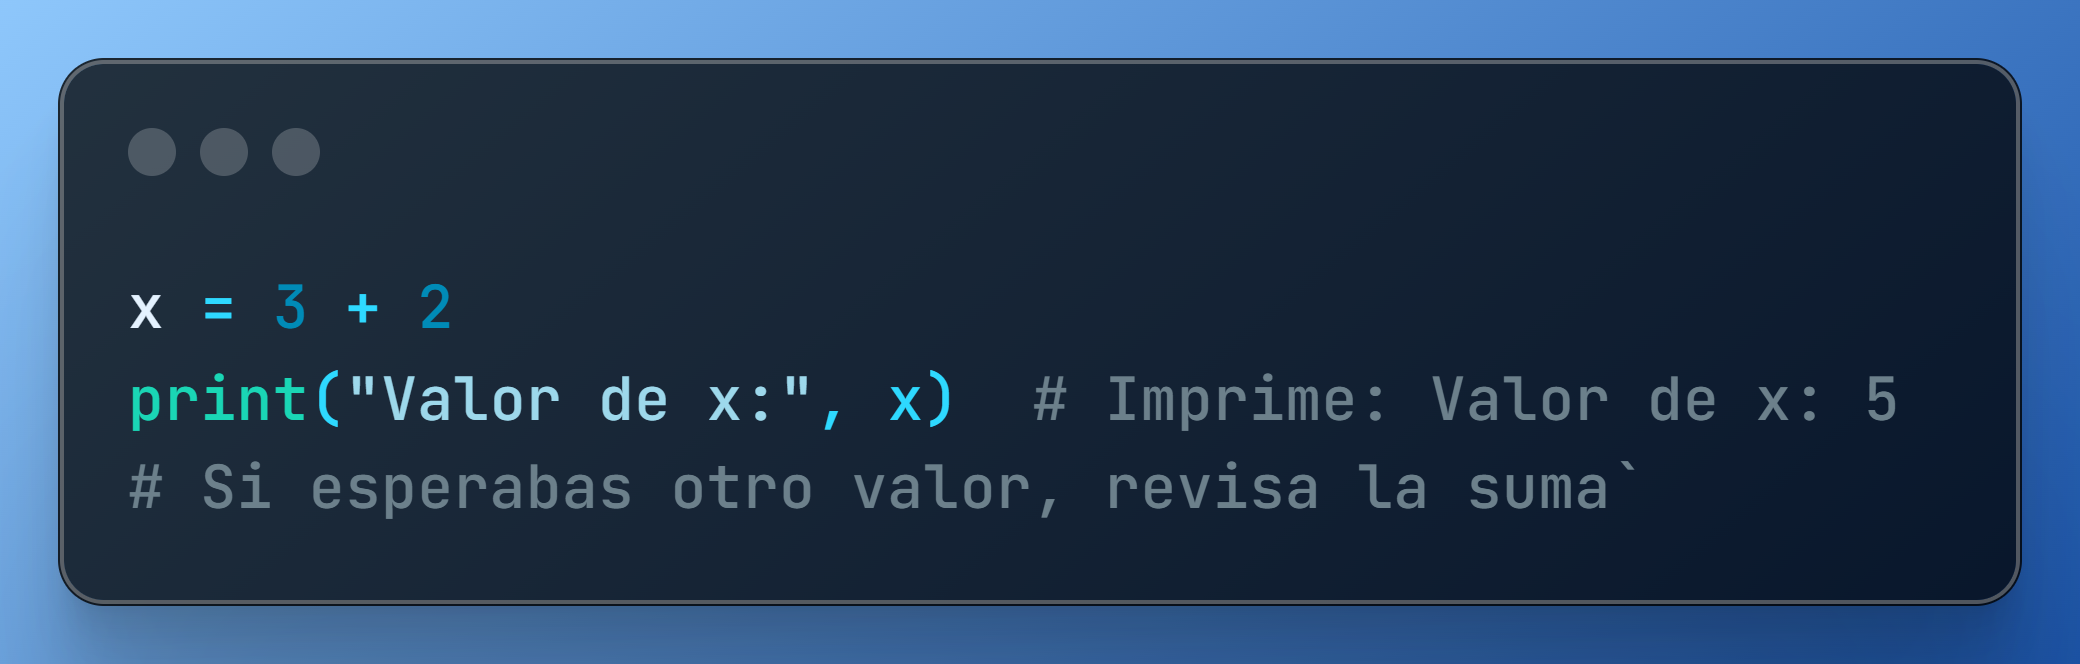 x = 3 + 2
print("Valor de x:", x)  # Imprime: Valor de x: 5
# Si esperabas otro valor, revisa la suma`